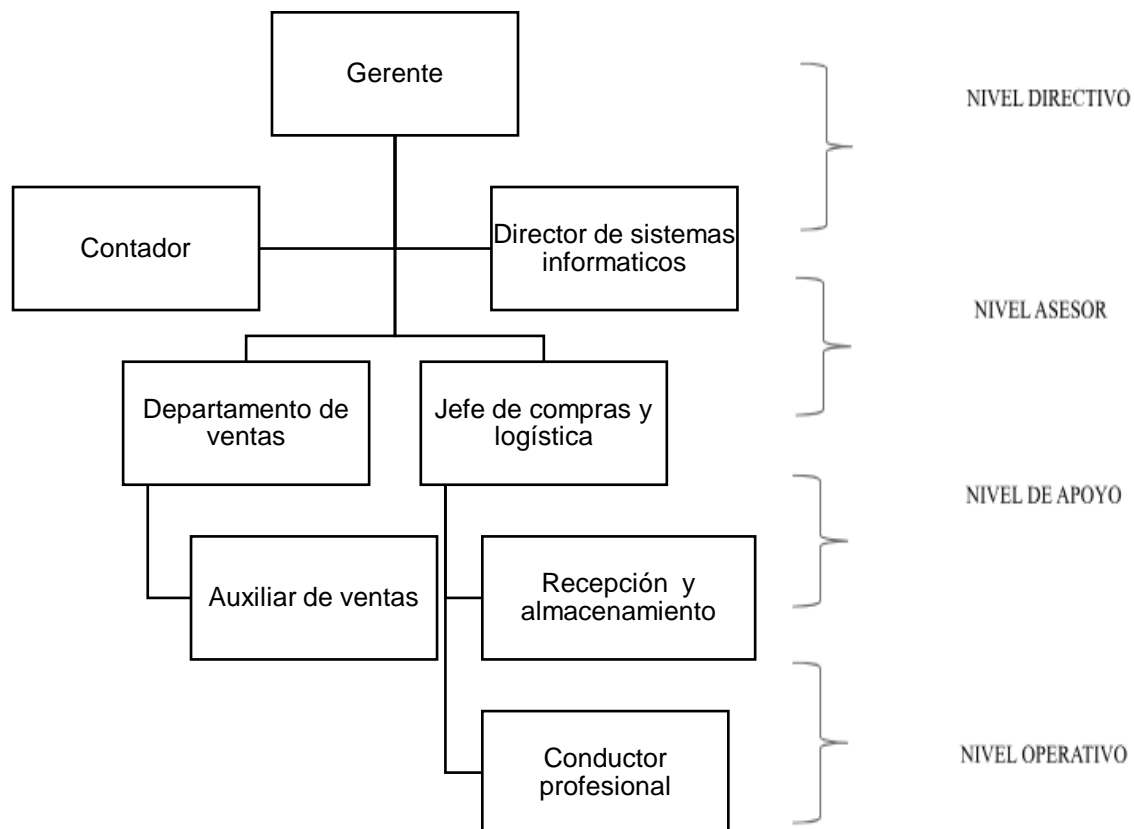 Gerente
NIVEL DIRECTIVO
Contador
Director de sistemas
informaticos
NIVEL ASESOR
Departamento de
ventas
Jefe de compras y
logística
NIVEL DE APOYO
Auxiliar de ventas
Recepción y
almacenamiento
Conductor
profesional
NIVEL OPERATIVO